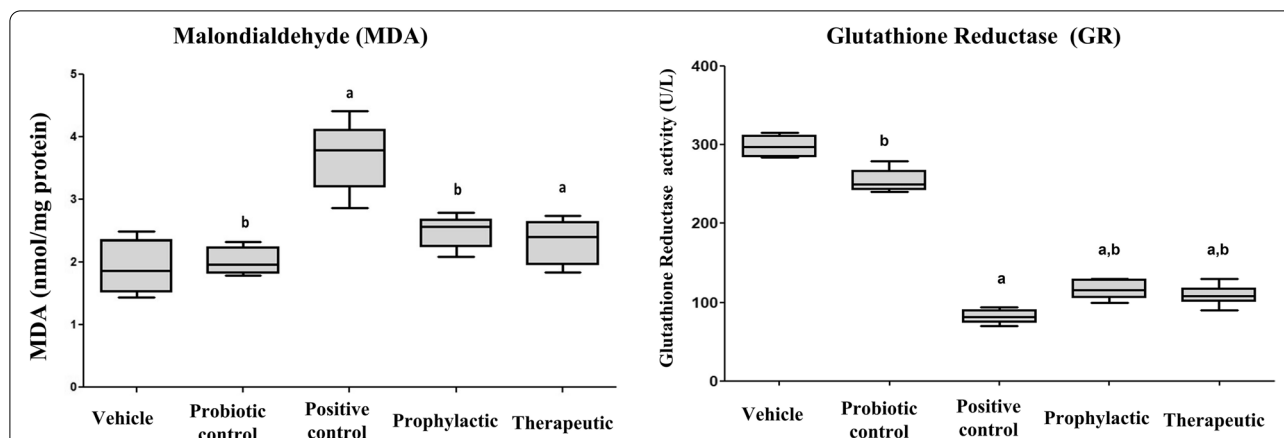 Malondialdehyde (MDA)
MDA (nmol/mg protein)
5
4
3
2
1
0
b
a
b
a
Vehicle
Probiotic
control
Positive
control
Prophylactic
Therapeutic
Glutathione Reductase (GR)
Glutathione Reductase activity (U/L)
400
300
200
100
0
b
a
a,b
a,b
Vehicle
Probiotic
control
Positive
control
Prophylactic
Therapeutic